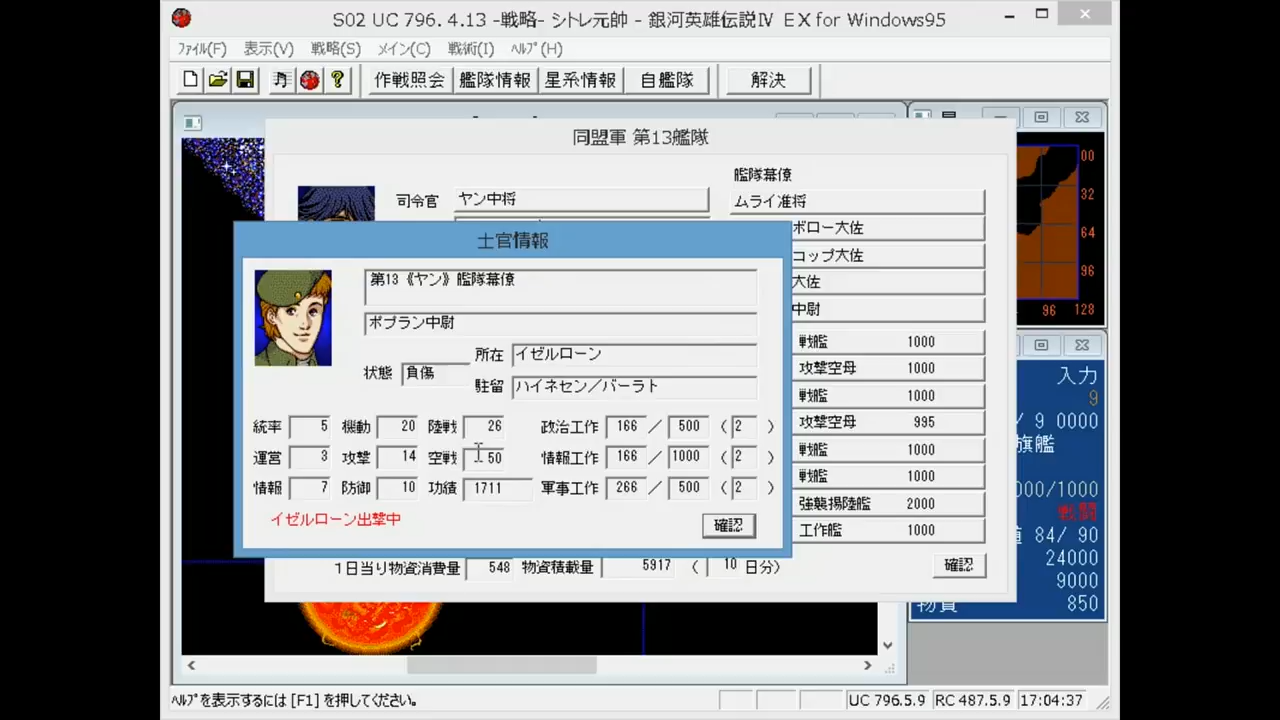 S02 UC 796. 4.13 -戦略- シトレ元帥 - 銀河英雄伝説Ⅳ EX for Windows95
ﾌｧｲﾙ(F) 表示(V) 戦略(S) メイン(C) 戦術(I) ﾍﾙﾌﾟ(H)
作戦照会 艦隊情報 星系情報 自艦隊 解決
同盟軍 第13艦隊
艦隊幕僚
司令官 ヤン中将 ムライ准将
ボロー大佐
コップ大佐
大佐
中尉
士官情報
第13《ヤン》艦隊幕僚
ポプラン中尉
状態 負傷 所在 イゼルローン
駐留 ハイネセン／バーラト
統率 5 機動 20 陸戦 26 政治工作 166 ／ 500 （2 ）
運営 3 攻撃 14 空戦 50 情報工作 166 ／ 1000 （2 ）
情報 7 防御 10 功績 1711 軍事工作 266 ／ 500 （2 ）
イゼルローン出撃中 確認
戦艦 1000
攻撃空母 1000
戦艦 1000
攻撃空母 995
戦艦 1000
戦艦 1000
強襲揚陸艦 2000
工作艦 1000
1日当り物資消費量 548 物資積載量 5917 （ 10 日分）
確認
00
32
64
96
96 128
入力
9
/ 9 0000
旗艦
000/1000
戦闘
値 84/ 90
24000
9000
物資 850
ﾍﾙﾌﾟを表示するには [F1] を押してください。 UC 796.5.9 RC 487.5.9 17:04:37